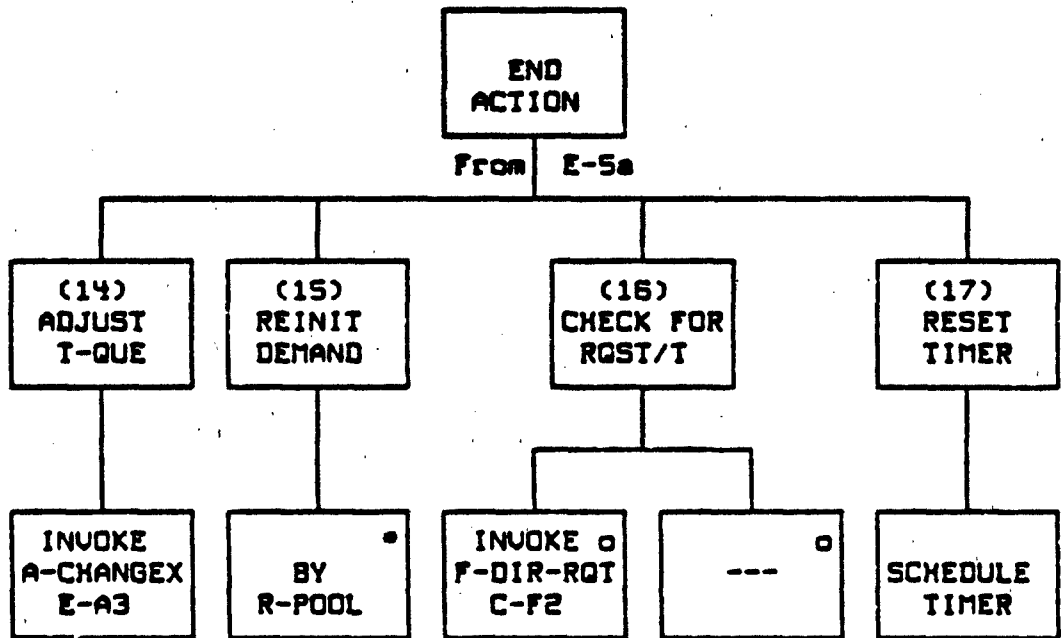 END
ACTION
From E-5a
(14)
ADJUST
T-QUE
(15)
REINIT
DEMAND
(16)
CHECK FOR
RQST/T
(17)
RESET
TIMER
INVOKE
A-CHANGEX
E-A3
*
BY
R-POOL
INVOKE o
F-DIR-RQT
C-F2
o
---
SCHEDULE
TIMER